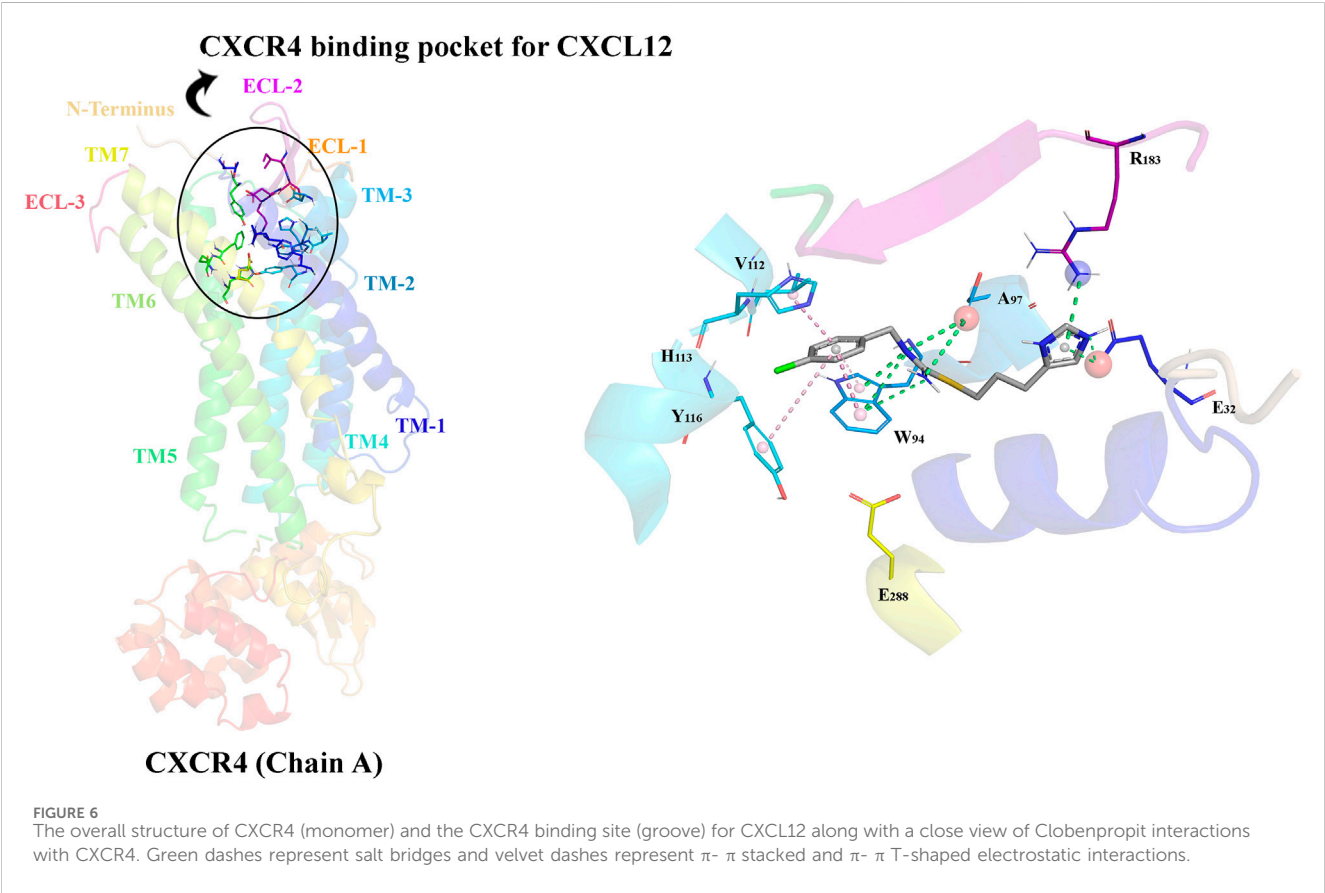 CXCR4 binding pocket for CXCL12
ECL-2
N-Terminus
ECL-1
TM7
TM-3
ECL-3
TM-2
TM6
TM-1
TM4
TM5
CXCR4 (Chain A)
R183
V112
A97
H113
Y116
W94
E32
E288
FIGURE 6
The overall structure of CXCR4 (monomer) and the CXCR4 binding site (groove) for CXCL12 along with a close view of Clobenpropit interactions
with CXCR4. Green dashes represent salt bridges and velvet dashes represent π- π stacked and π- π T-shaped electrostatic interactions.